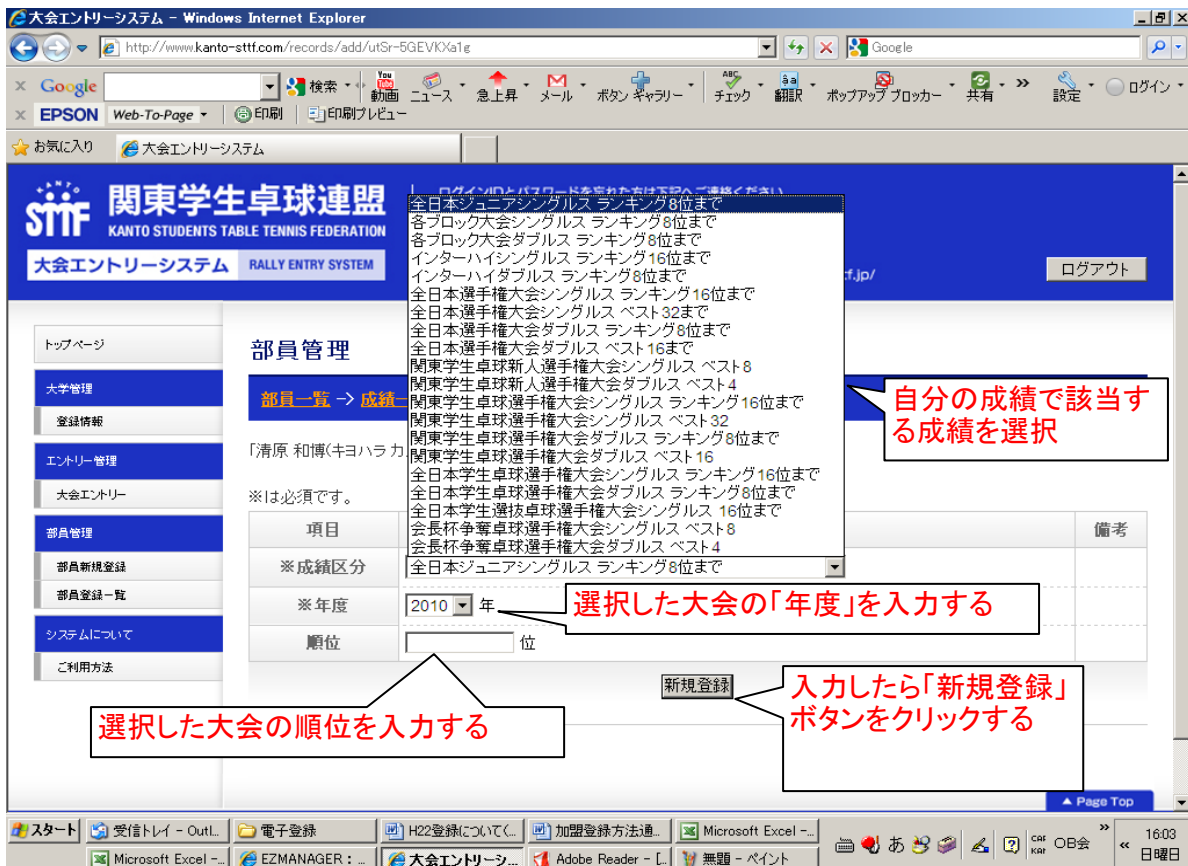 大会エントリーシステム - Windows Internet Explorer
http://www.kanto-sttf.com/records/add/utSr-5GEVKXa1g
Google
× Google
検索
You Tube
動画
ニュース
急上昇
メール
ボタン ギャラリー
ABC
チェック
翻訳
ポップアップ ブロッカー
共有
»
設定
ログイン
× EPSON Web-To-Page
印刷
印刷プレビュー
お気に入り
大会エントリーシステム
KANTO
STTF
関東学生卓球連盟
KANTO STUDENTS TABLE TENNIS FEDERATION
大会エントリーシステム RALLY ENTRY SYSTEM
ログインIDとパスワードを忘れた方は下記へご連絡ください
tf.jp/
ログアウト
全日本ジュニアシングルス ランキング8位まで
各ブロック大会シングルス ランキング8位まで
各ブロック大会ダブルス ランキング8位まで
インターハイシングルス ランキング16位まで
インターハイダブルス ランキング8位まで
全日本選手権大会シングルス ランキング16位まで
全日本選手権大会シングルス ベスト32まで
全日本選手権大会ダブルス ランキング8位まで
全日本選手権大会ダブルス ベスト16まで
関東学生卓球新人選手権大会シングルス ベスト8
関東学生卓球新人選手権大会ダブルス ベスト4
関東学生卓球選手権大会シングルス ランキング16位まで
関東学生卓球選手権大会シングルス ベスト32
関東学生卓球選手権大会ダブルス ランキング8位まで
関東学生卓球選手権大会ダブルス ベスト16
全日本学生卓球選手権大会シングルス ランキング16位まで
全日本学生卓球選手権大会ダブルス ランキング8位まで
全日本学生選抜卓球選手権大会シングルス 16位まで
会長杯争奪卓球選手権大会シングルス ベスト8
会長杯争奪卓球選手権大会ダブルス ベスト4
トップページ
大学管理
登録情報
エントリー管理
大会エントリー
部員管理
部員新規登録
部員登録一覧
システムについて
ご利用方法
部員管理
部員一覧 -> 成績一
自分の成績で該当す
る成績を選択
「清原 和博(キヨハラ カ
※は必須です。
項目
備考
※成績区分
全日本ジュニアシングルス ランキング8位まで
※年度
2010 年
選択した大会の「年度」を入力する
順位
位
新規登録
入力したら「新規登録」
ボタンをクリックする
選択した大会の順位を入力する
▲ Page Top
スタート
受信トレイ - Outl...
電子登録
H22登録について(...
加盟登録方法通...
Microsoft Excel -...
Microsoft Excel -...
EZMANAGER : ...
大会エントリーシ...
Adobe Reader - [...
無題 - ペイント
あ
CAP
KANA
OB会
»
«
16:03
日曜日